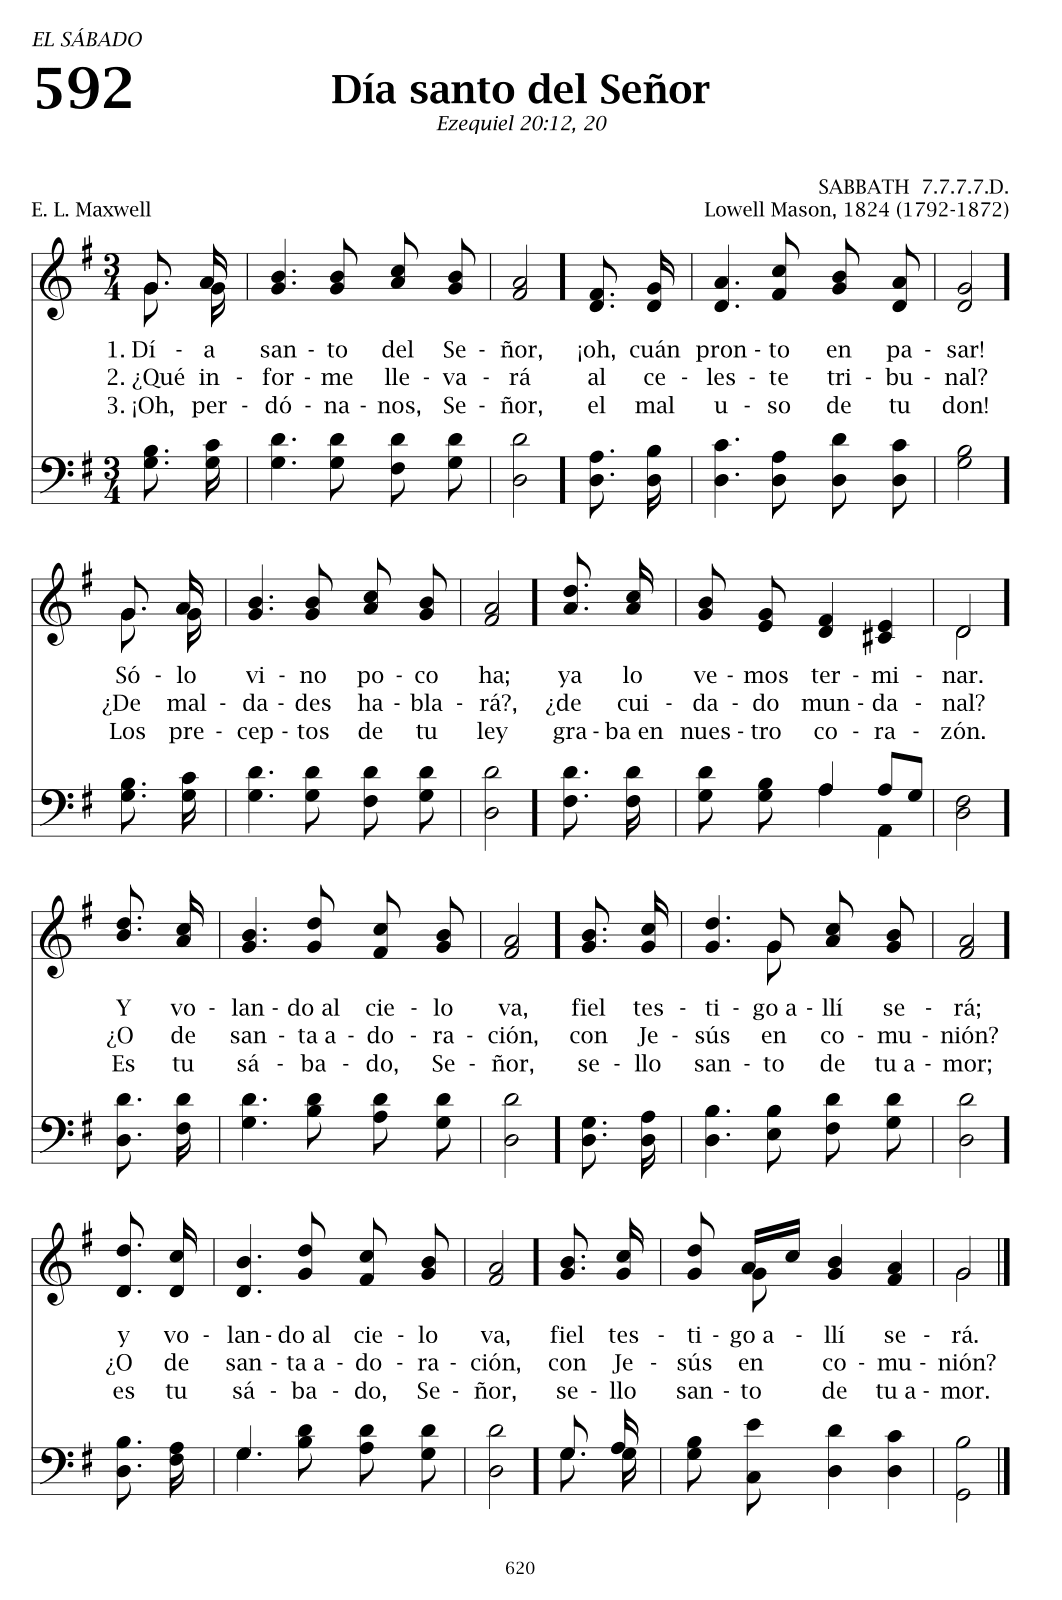 EL SÁBADO
592
Día santo del Señor
Ezequiel 20:12, 20
SABBATH 7.7.7.7.D.
E. L. Maxwell
Lowell Mason, 1824 (1792-1872)
3
4
1. Dí - a san - to del Se - ñor, ¡oh, cuán pron - to en pa - sar!
2. ¿Qué in - for - me lle - va - rá al ce - les - te tri - bu - nal?
3. ¡Oh, per - dó - na - nos, Se - ñor, el mal u - so de tu don!
3
4
Só - lo vi - no po - co ha; ya lo ve - mos ter - mi - nar.
¿De mal - da - des ha - bla - rá?, ¿de cui - da - do mun - da - nal?
Los pre - cep - tos de tu ley gra - ba en nues - tro co - ra - zón.
Y vo - lan - do al cie - lo va, fiel tes - ti - go a - llí se - rá;
¿O de san - ta a - do - ra - ción, con Je - sús en co - mu - nión?
Es tu sá - ba - do, Se - ñor, se - llo san - to de tu a - mor;
y vo - lan - do al cie - lo va, fiel tes - ti - go a - llí se - rá.
¿O de san - ta a - do - ra - ción, con Je - sús en co - mu - nión?
es tu sá - ba - do, Se - ñor, se - llo san - to de tu a - mor.
620